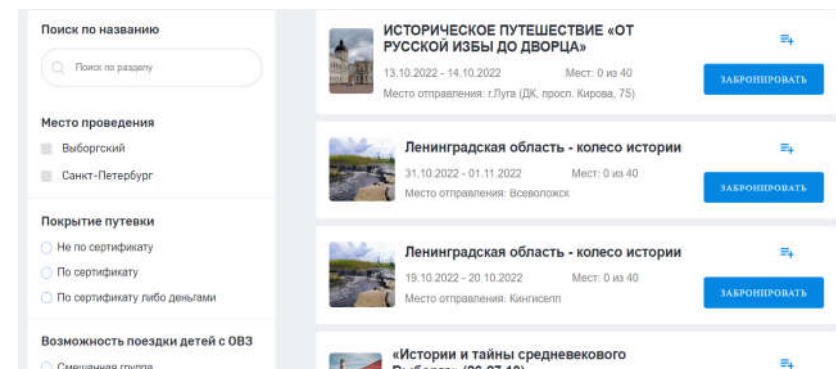 Поиск по названию
Поиск по разделу
Место проведения
Выборгский
Санкт-Петербург
Покрытие путевки
Не по сертификату
По сертификату
По сертификату либо деньгами
Возможность поездки детей с ОВЗ
Смешанная группа
ИСТОРИЧЕСКОЕ ПУТЕШЕСТВИЕ «ОТ
РУССКОЙ ИЗБЫ ДО ДВОРЦА»
13.10.2022 - 14.10.2022 Мест: 0 из 40
Место отправления: г.Луга (ДК, просп. Кирова, 75)
ЗАБРОНИРОВАТЬ
Ленинградская область - колесо истории
31.10.2022 - 01.11.2022 Мест: 0 из 40
Место отправления: Всеволожск
ЗАБРОНИРОВАТЬ
Ленинградская область - колесо истории
19.10.2022 - 20.10.2022 Мест: 0 из 40
Место отправления: Кингисепп
ЗАБРОНИРОВАТЬ
«Истории и тайны средневекового